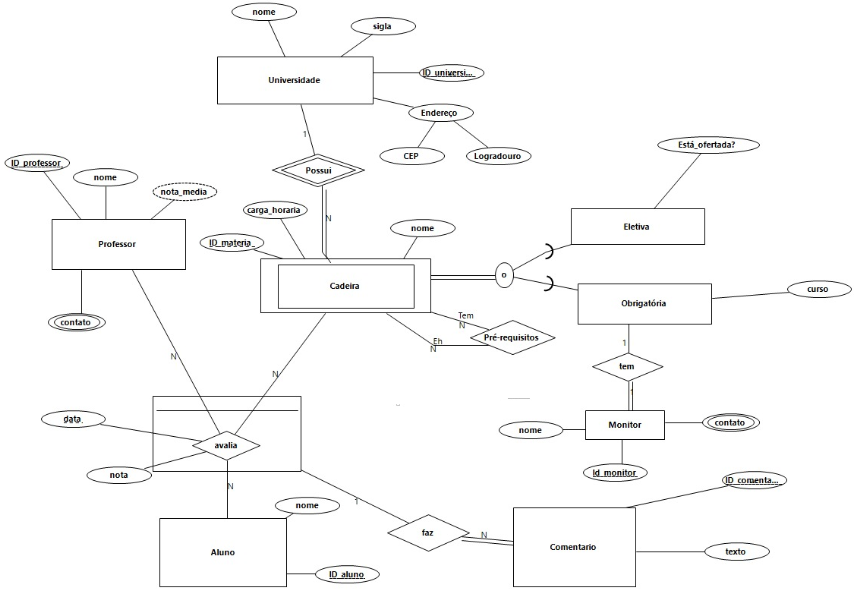 nome
sigla
Universidade
ID_universi...
Endereço
1
CEP
Logradouro
Está_ofertada?
Possui
ID_professor
nome
nota_media
carga_horaria
N
nome
Eletiva
Professor
ID_materia
Cadeira
o
curso
Obrigatória
contato
Tem
N
Pré-requisitos
Eh
N
1
N
tem
N
1
data
nome
Monitor
contato
avalia
nota
Id_monitor
N
ID_comenta...
nome
1
faz
N
Aluno
Comentario
texto
ID_aluno